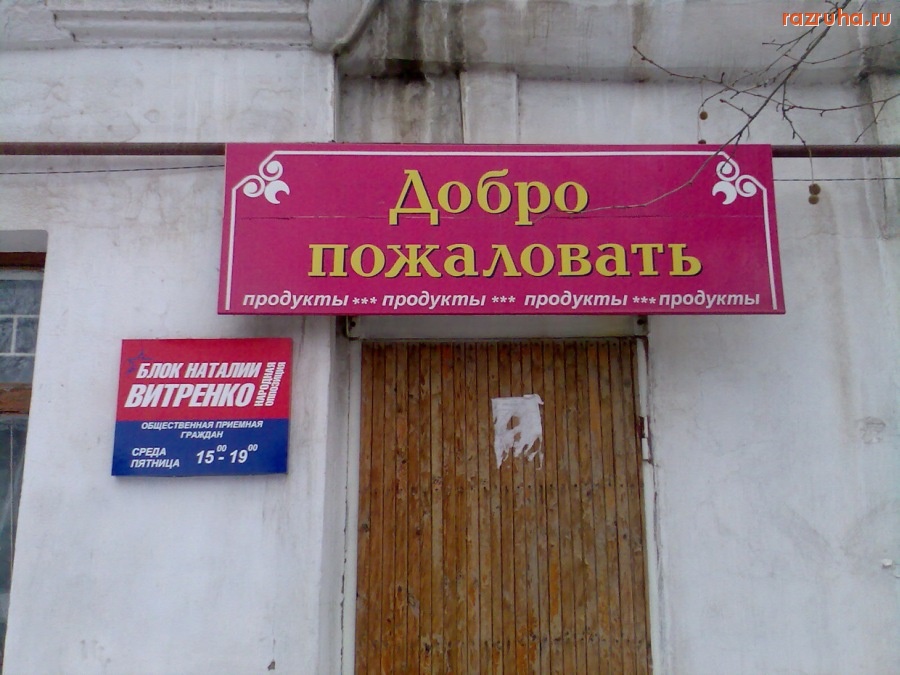 razruha.ru
Добро
пожаловать
продукты *** продукты *** продукты *** продукты
БЛОК НАТАЛИИ
ВИТРЕНКО
НАРОДНАЯ
ОППОЗИЦИЯ
ОБЩЕСТВЕННАЯ ПРИЕМНАЯ
ГРАЖДАН
СРЕДА
ПЯТНИЦА
15 00 - 19 00